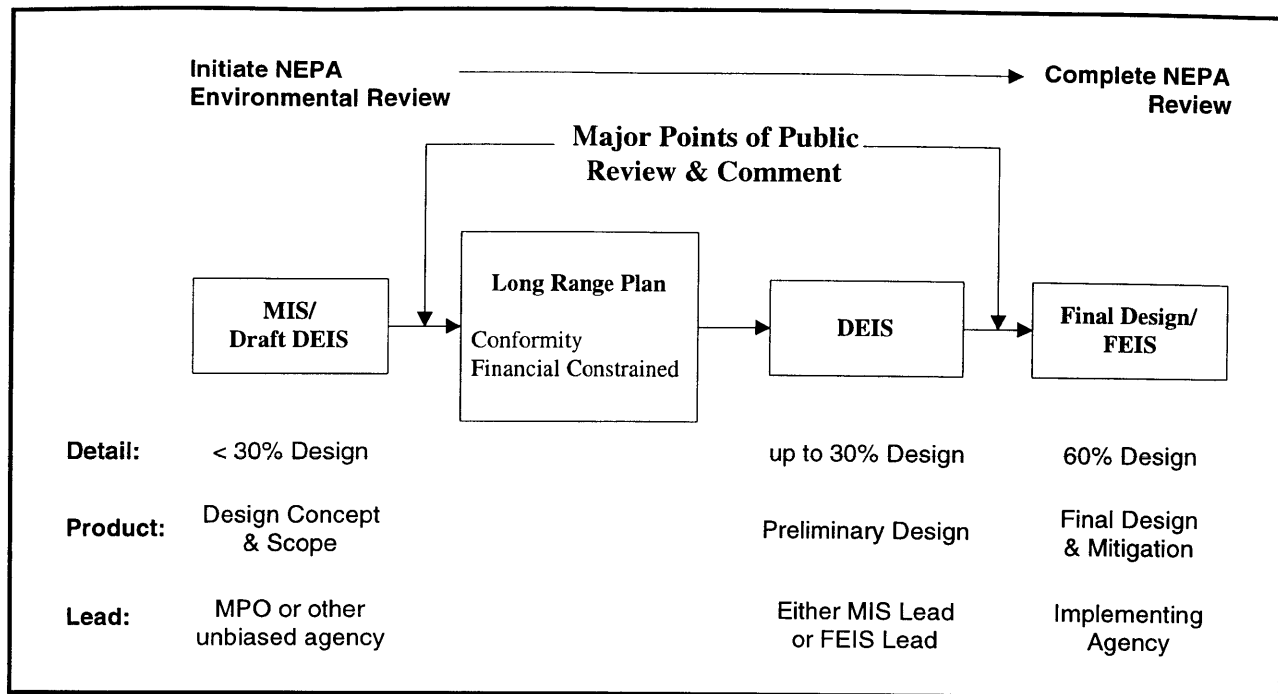 Initiate NEPA
Environmental Review
Complete NEPA
Review
Major Points of Public
Review & Comment
MIS/
Draft DEIS
Long Range Plan
Conformity
Financial Constrained
DEIS
Final Design/
FEIS
Detail:
< 30% Design
up to 30% Design
60% Design
Product:
Design Concept
& Scope
Preliminary Design
Final Design
& Mitigation
Lead:
MPO or other
unbiased agency
Either MIS Lead
or FEIS Lead
Implementing
Agency